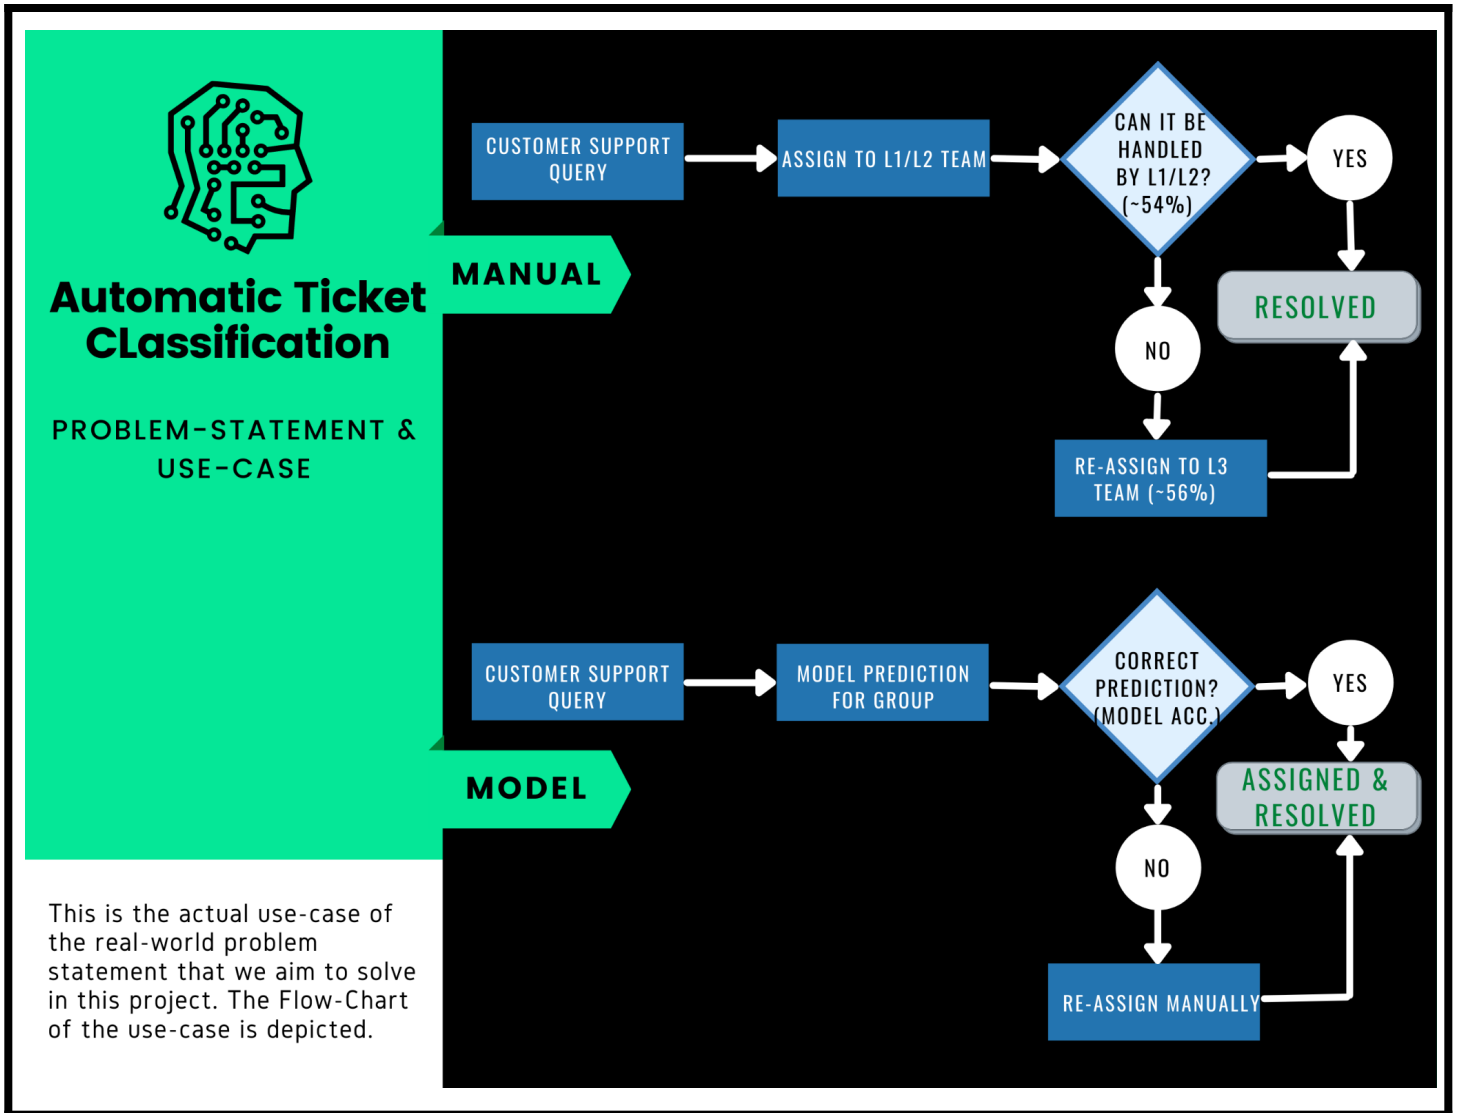 Automatic Ticket
CLassification
PROBLEM-STATEMENT &
USE-CASE
This is the actual use-case of
the real-world problem
statement that we aim to solve
in this project. The Flow-Chart
of the use-case is depicted.
MANUAL
CUSTOMER SUPPORT
QUERY
ASSIGN TO L1/L2 TEAM
CAN IT BE
HANDLED
BY L1/L2?
(~54%)
YES
RESOLVED
NO
RE-ASSIGN TO L3
TEAM (~56%)
MODEL
CUSTOMER SUPPORT
QUERY
MODEL PREDICTION
FOR GROUP
CORRECT
PREDICTION?
(MODEL ACC.)
YES
ASSIGNED &
RESOLVED
NO
RE-ASSIGN MANUALLY